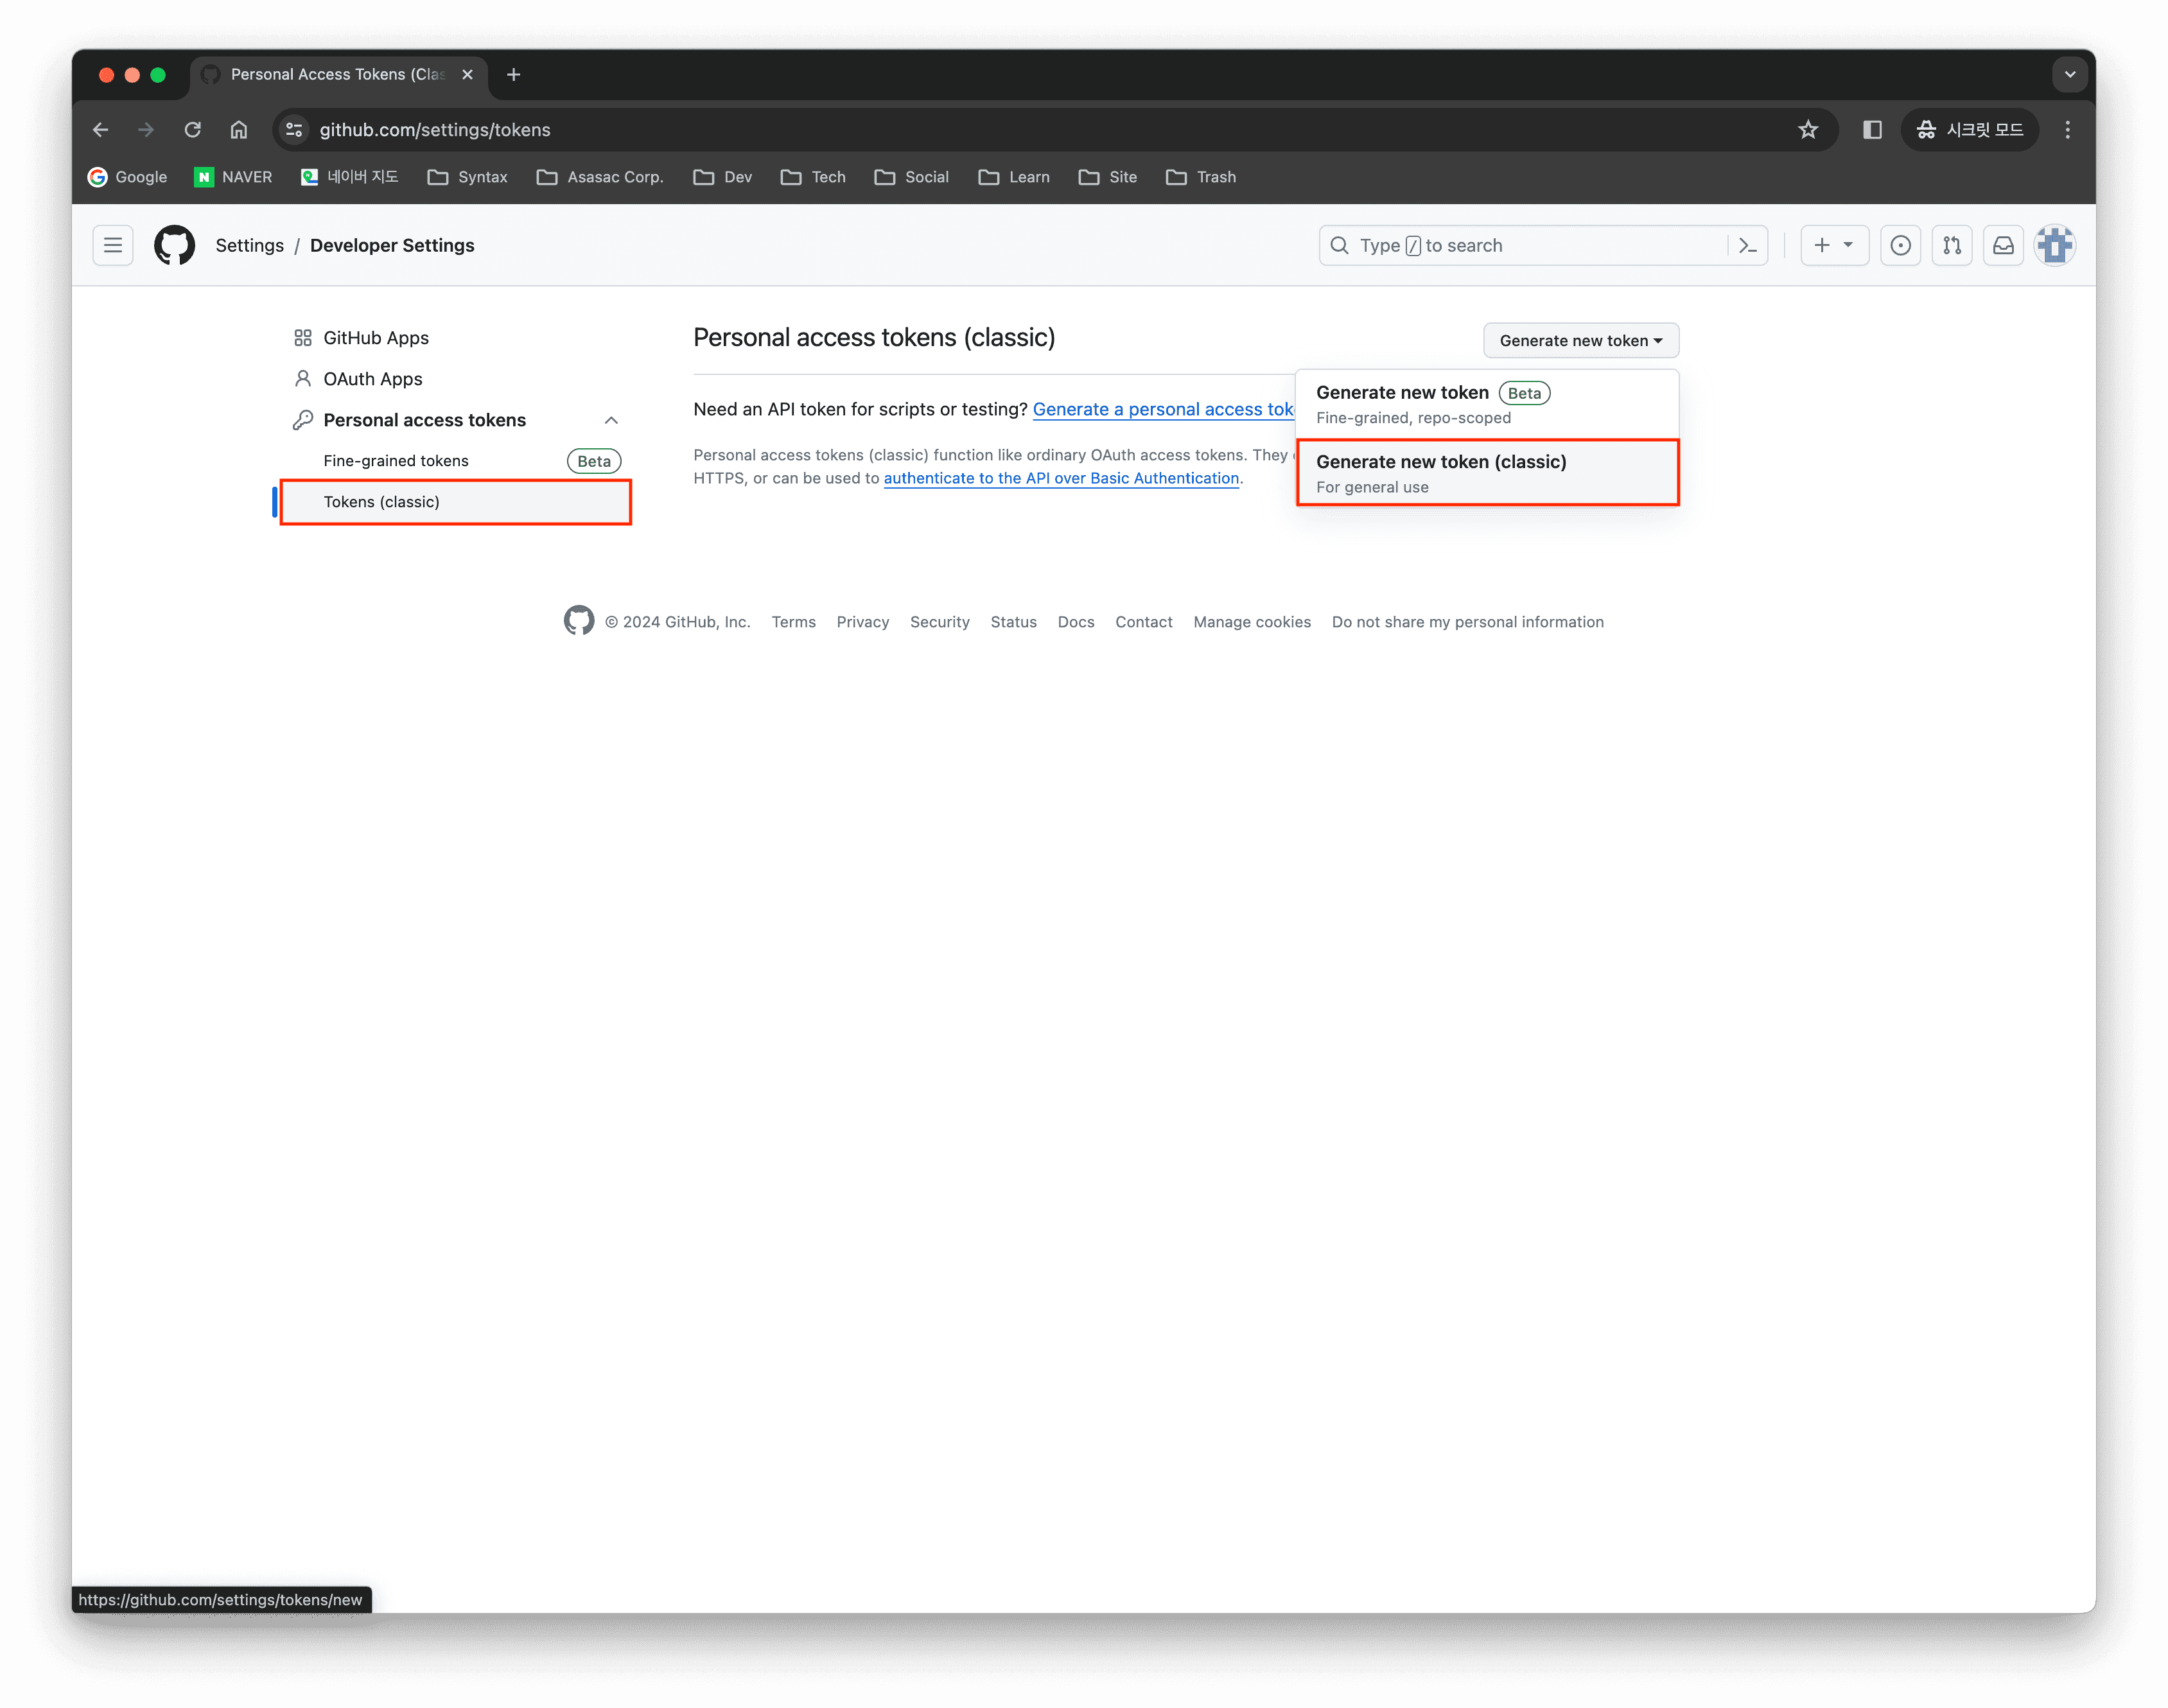 Personal Access Tokens (Clas
github.com/settings/tokens
시크릿 모드
Google NAVER 네이버 지도 Syntax Asasac Corp. Dev Tech Social Learn Site Trash
Settings / Developer Settings
Type / to search
GitHub Apps
OAuth Apps
Personal access tokens
Fine-grained tokens Beta
Tokens (classic)
Personal access tokens (classic)
Generate new token
Need an API token for scripts or testing? Generate a personal access tok
Personal access tokens (classic) function like ordinary OAuth access tokens. They
HTTPS, or can be used to authenticate to the API over Basic Authentication.
Generate new token Beta
Fine-grained, repo-scoped
Generate new token (classic)
For general use
© 2024 GitHub, Inc. Terms Privacy Security Status Docs Contact Manage cookies Do not share my personal information
https://github.com/settings/tokens/new